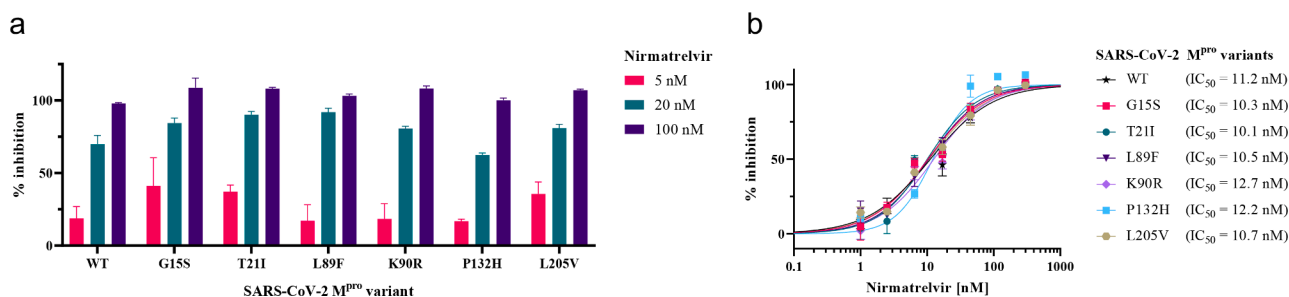 a
% inhibition
100
50
0
WT G15S T21I L89F K90R P132H L205V
SARS-CoV-2 Mᵖʳᵒ variant
Nirmatrelvir
5 nM
20 nM
100 nM
b
% inhibition
100
50
0
0.1 1 10 100 1000
Nirmatrelvir [nM]
SARS-CoV-2 Mᵖʳᵒ variants
WT (IC₅₀ = 11.2 nM)
G15S (IC₅₀ = 10.3 nM)
T21I (IC₅₀ = 10.1 nM)
L89F (IC₅₀ = 10.5 nM)
K90R (IC₅₀ = 12.7 nM)
P132H (IC₅₀ = 12.2 nM)
L205V (IC₅₀ = 10.7 nM)